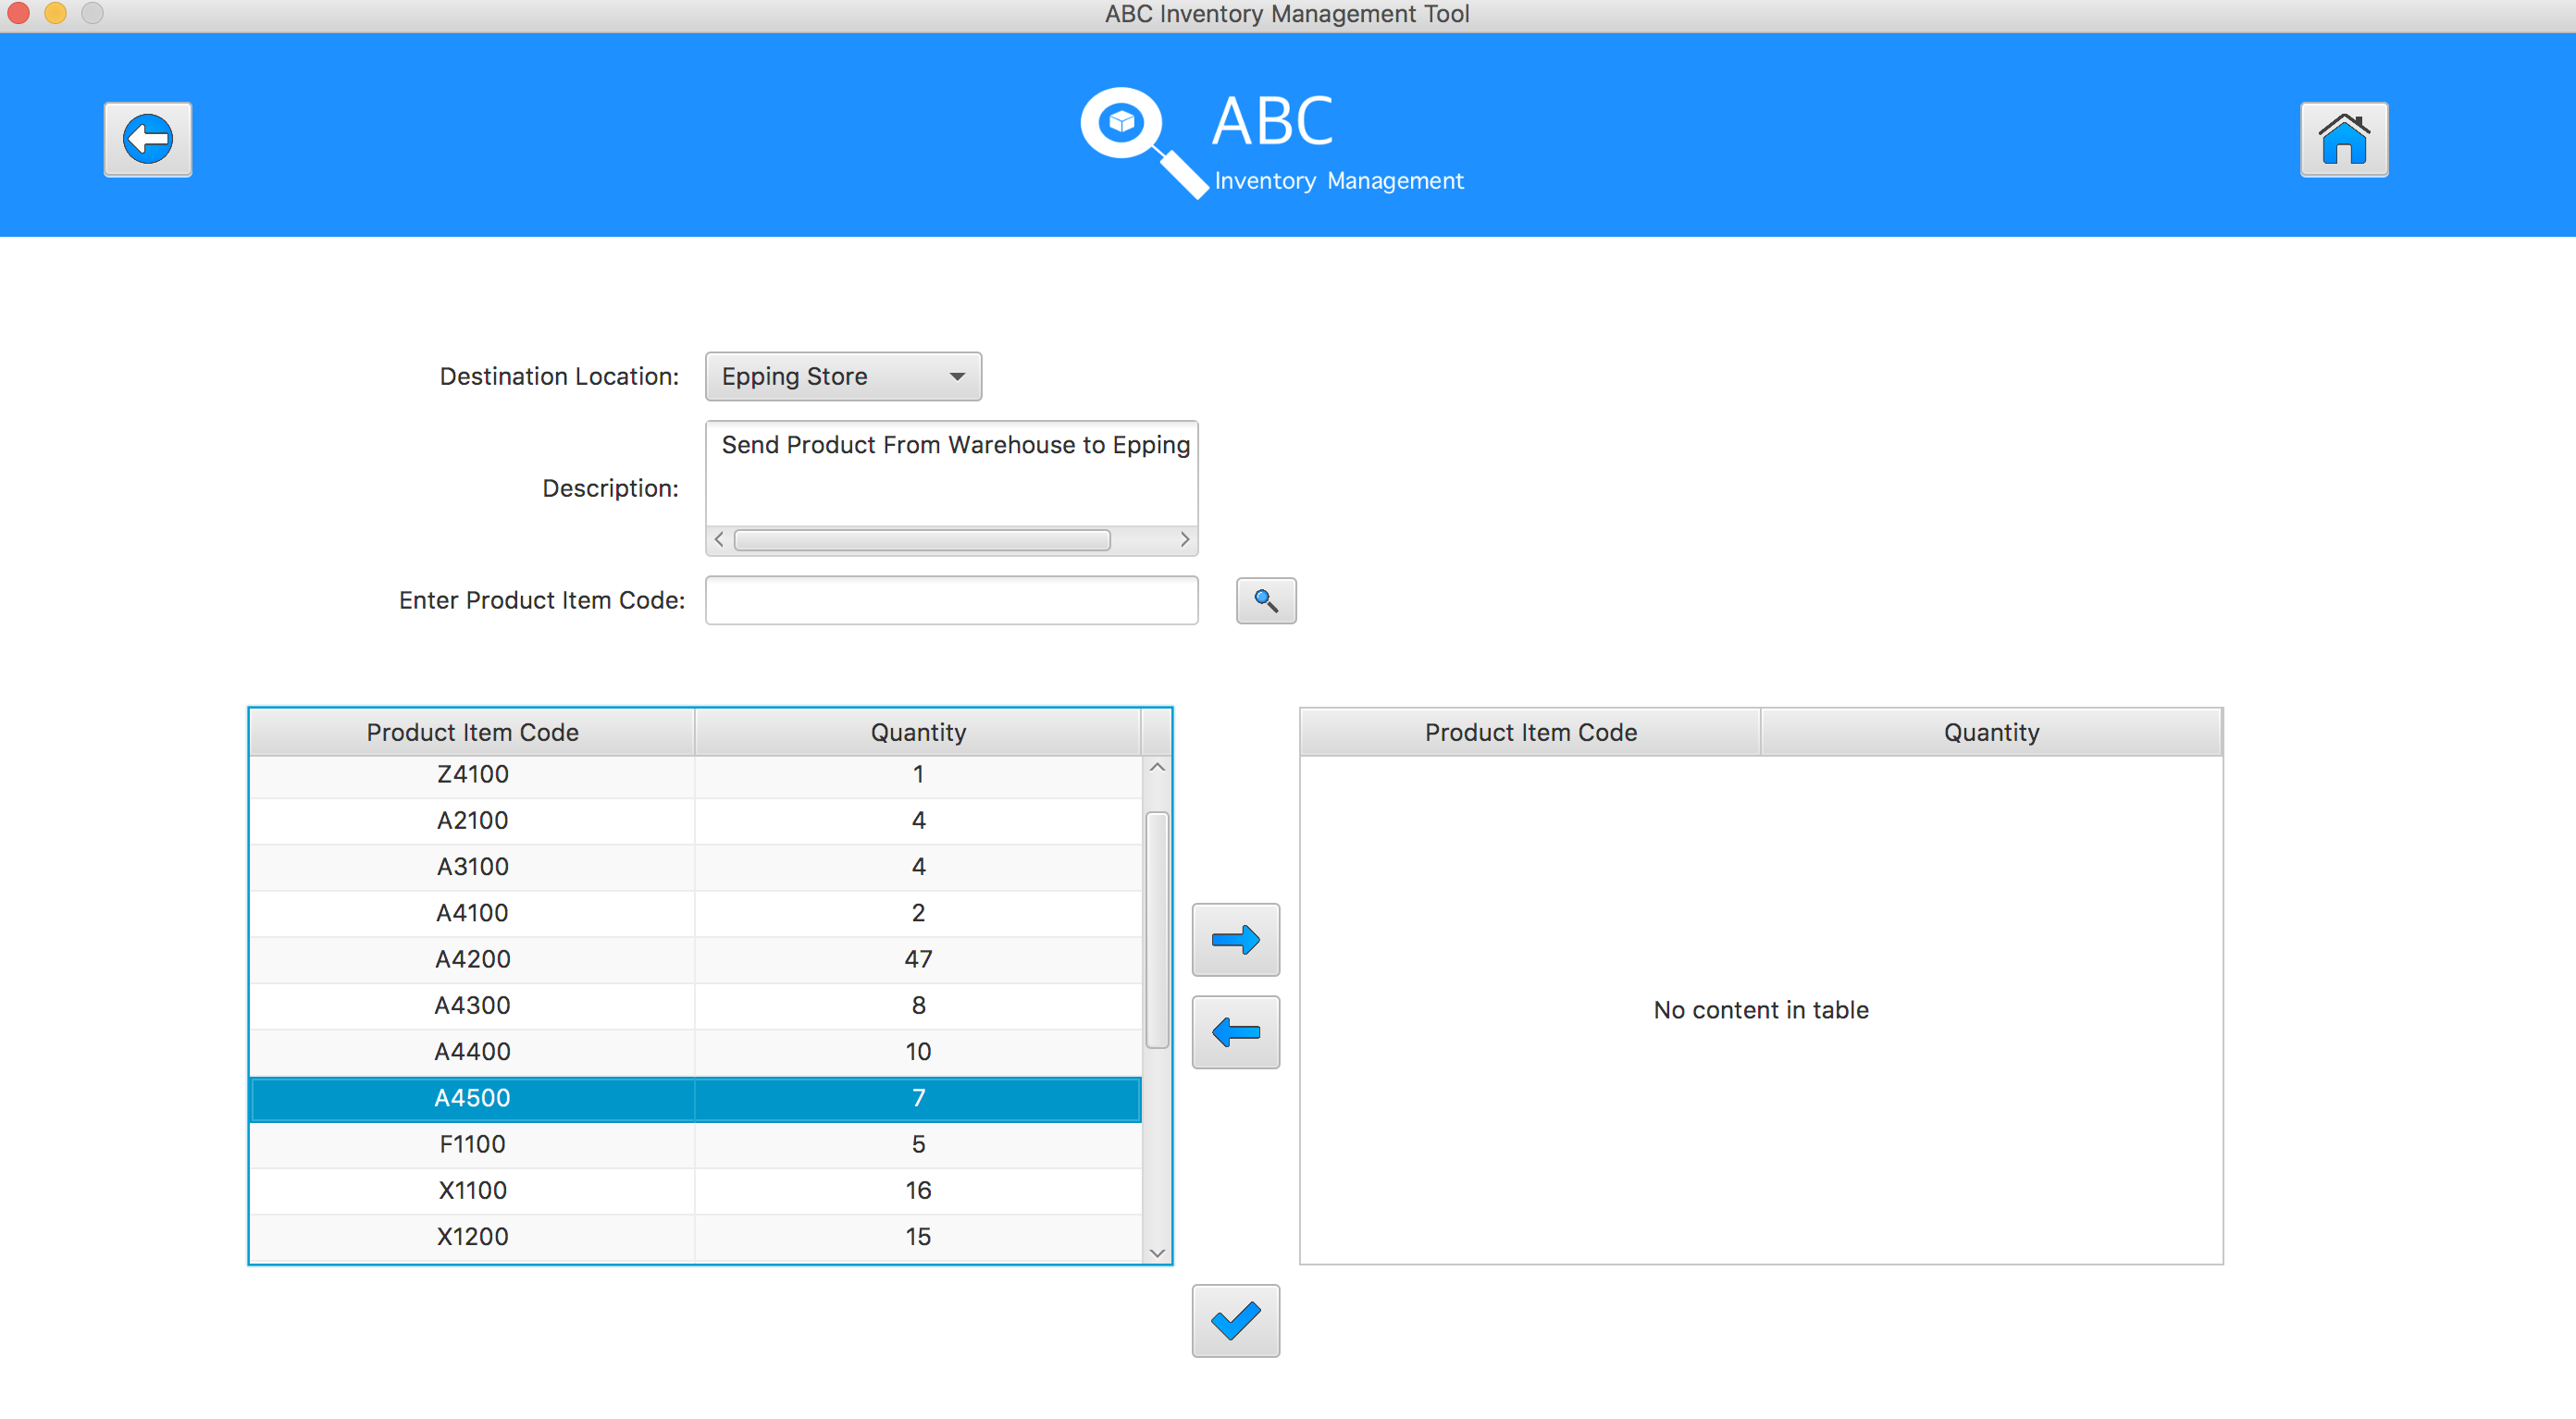 ABC Inventory Management Tool
ABC
Inventory Management
Destination Location: Epping Store
Description: Send Product From Warehouse to Epping
Enter Product Item Code:
Product Item Code Quantity
Z4100 1
A2100 4
A3100 4
A4100 2
A4200 47
A4300 8
A4400 10
A4500 7
F1100 5
X1100 16
X1200 15
Product Item Code Quantity
No content in table